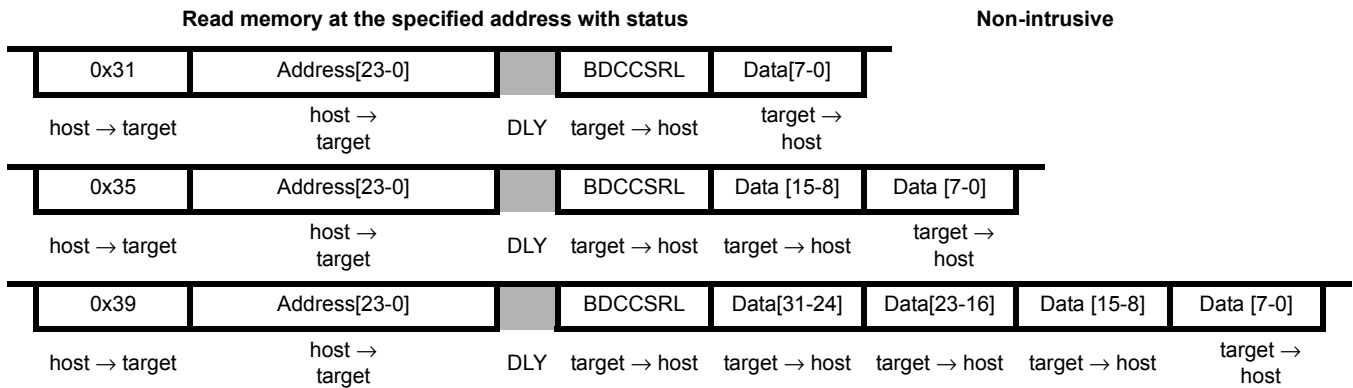 Read memory at the specified address with status Non-intrusive
0x31 Address[23-0] BDCCSRL Data[7-0]
host → target host → target DLY target → host target → host
0x35 Address[23-0] BDCCSRL Data [15-8] Data [7-0]
host → target host → target DLY target → host target → host target → host
0x39 Address[23-0] BDCCSRL Data[31-24] Data[23-16] Data [15-8] Data [7-0]
host → target host → target DLY target → host target → host target → host target → host target → host